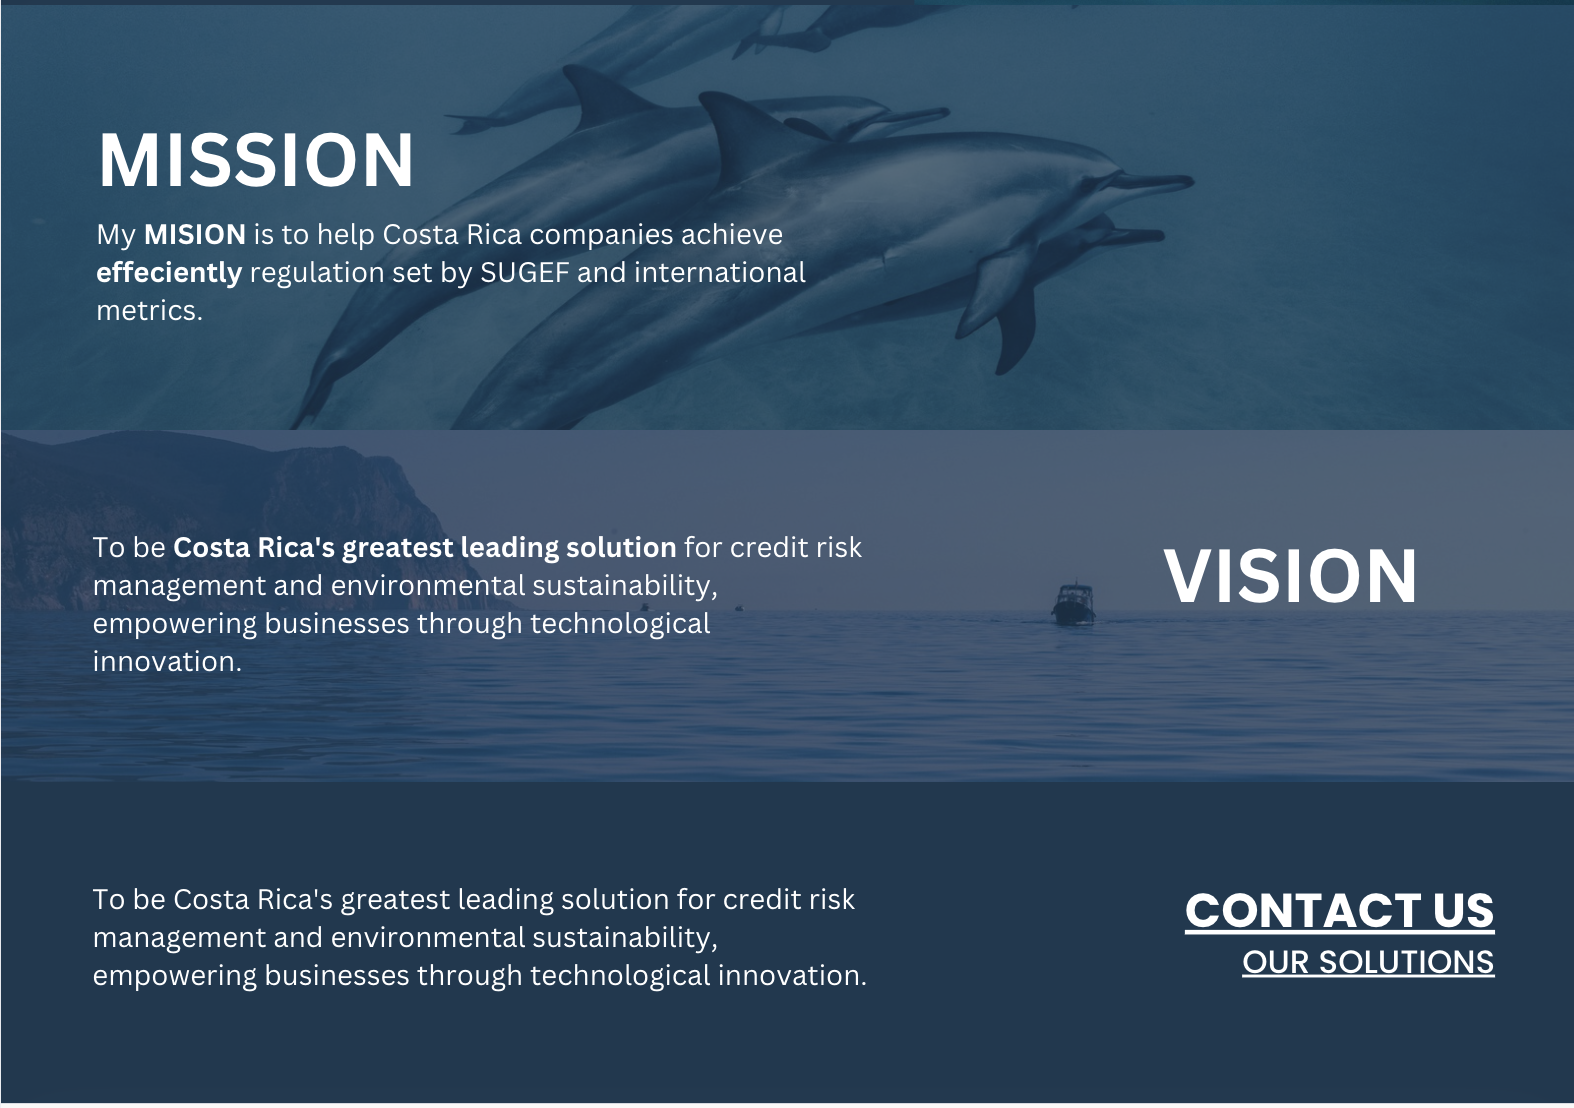 MISSION
My MISION is to help Costa Rica companies achieve
effeciently regulation set by SUGEF and international
metrics.
To be Costa Rica's greatest leading solution for credit risk
management and environmental sustainability,
empowering businesses through technological
innovation.
VISION
To be Costa Rica's greatest leading solution for credit risk
management and environmental sustainability,
empowering businesses through technological innovation.
CONTACT US
OUR SOLUTIONS